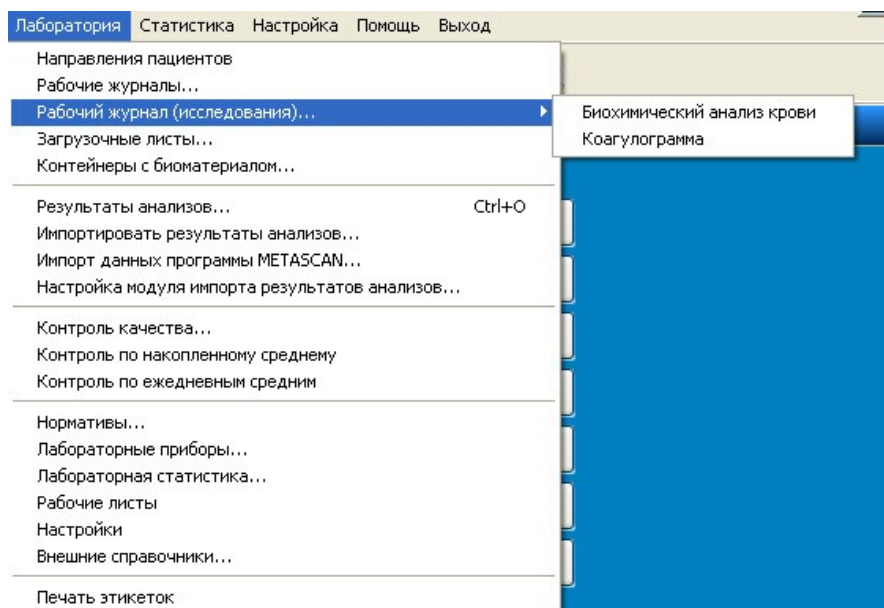 Лаборатория Статистика Настройка Помощь Выход
Направления пациентов
Рабочие журналы...
Рабочий журнал (исследования)...
Биохимический анализ крови
Коагулограмма
Загрузочные листы...
Контейнеры с биоматериалом...
Результаты анализов... Ctrl+O
Импортировать результаты анализов...
Импорт данных программы METASCAN...
Настройка модуля импорта результатов анализов...
Контроль качества...
Контроль по накопленному среднему
Контроль по ежедневным средним
Нормативы...
Лабораторные приборы...
Лабораторная статистика...
Рабочие листы
Настройки
Внешние справочники...
Печать этикеток